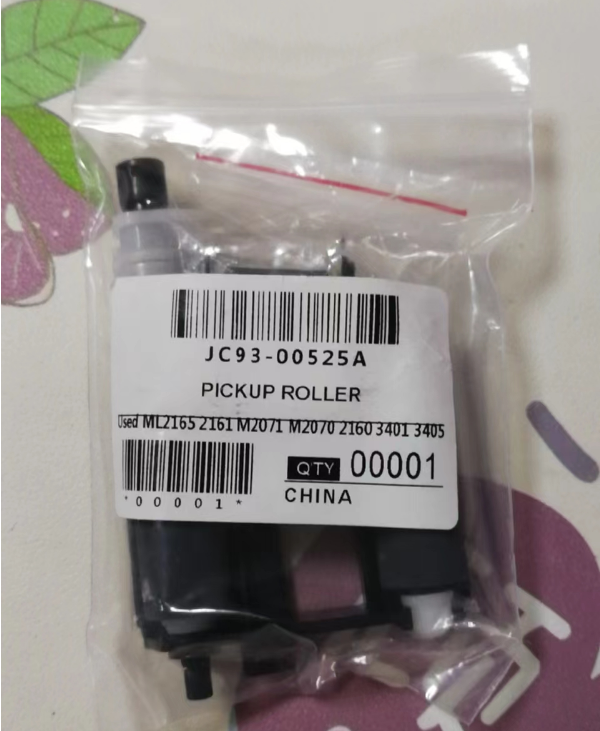 JC93-00525A
PICKUP ROLLER
Used ML2165 2161 M2071 M2070 2160 3401 3405
QTY 00001
*00001*
CHINA